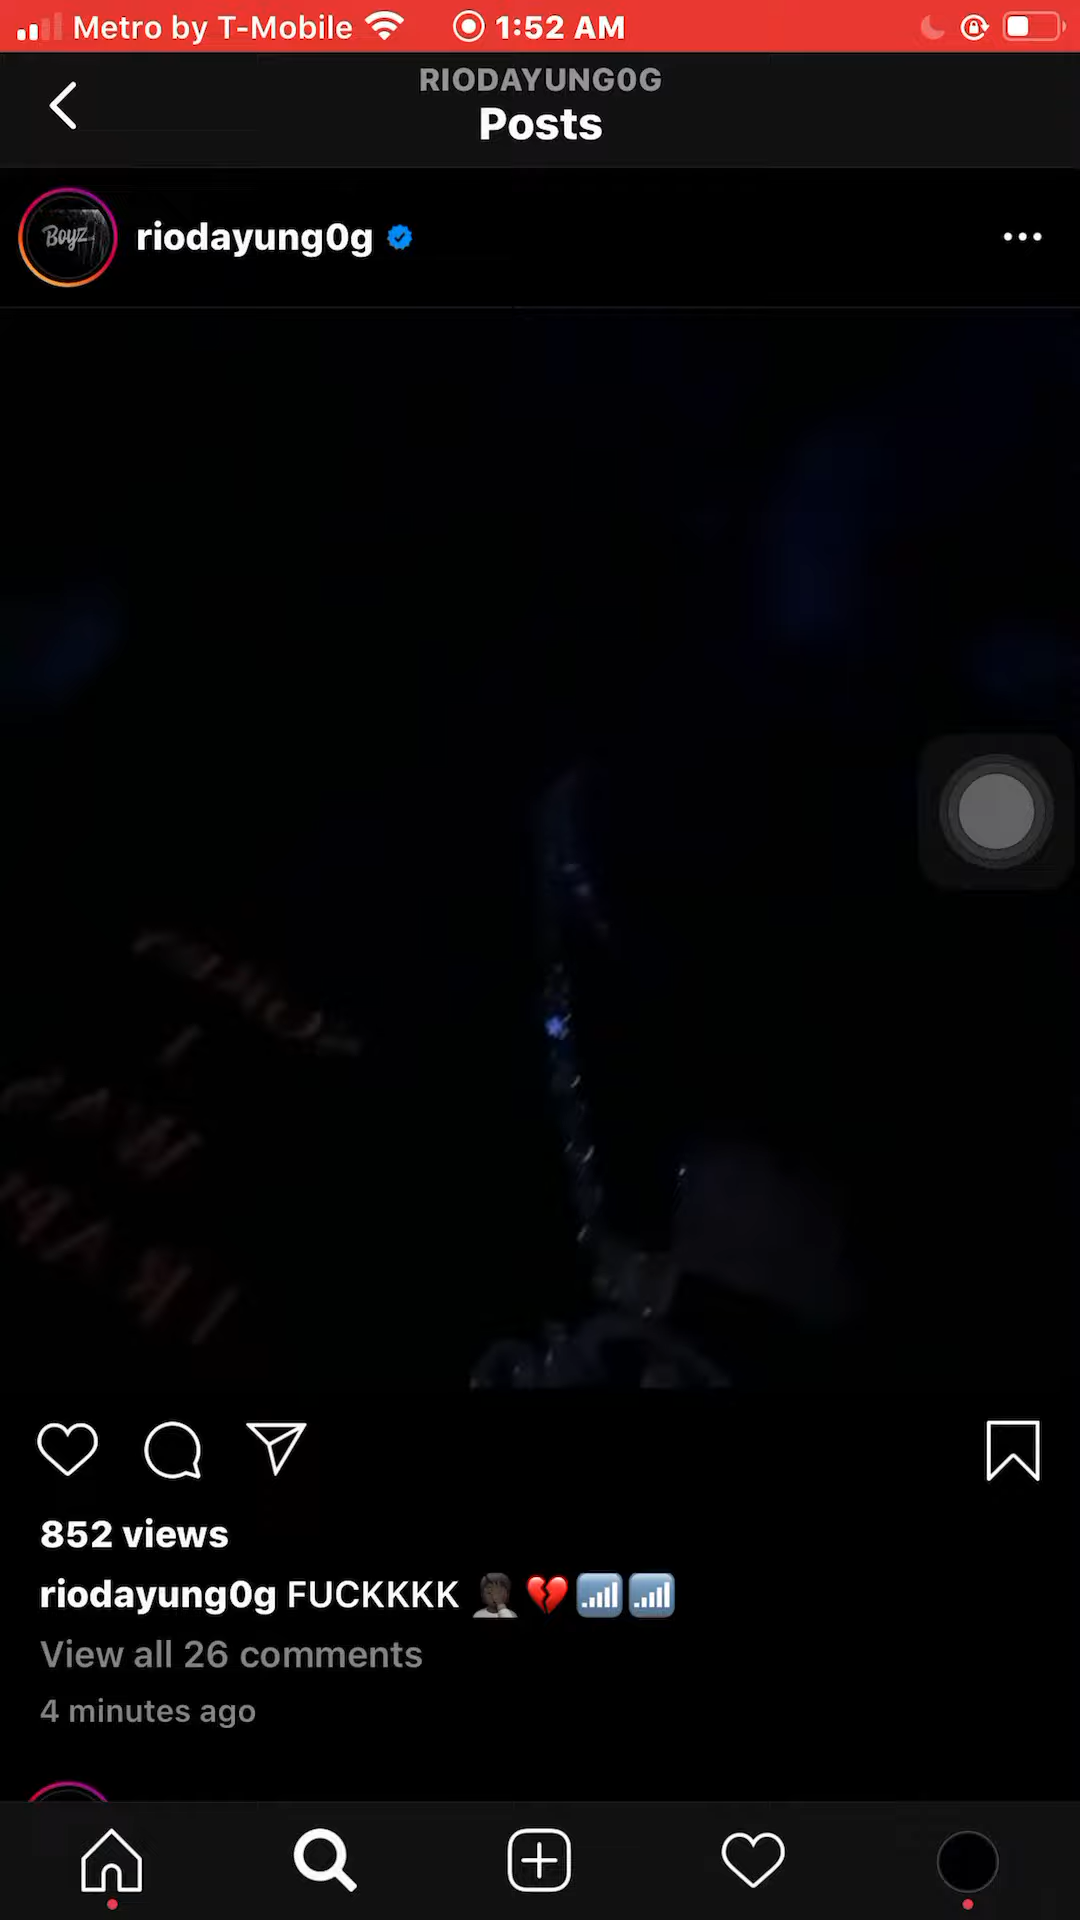 Metro by T-Mobile 1:52 AM
RIODAYUNG0G
Posts
Boyz
riodayung0g
852 views
riodayung0g FUCKKKK 🤦🏿‍♂️💔📶📶
View all 26 comments
4 minutes ago